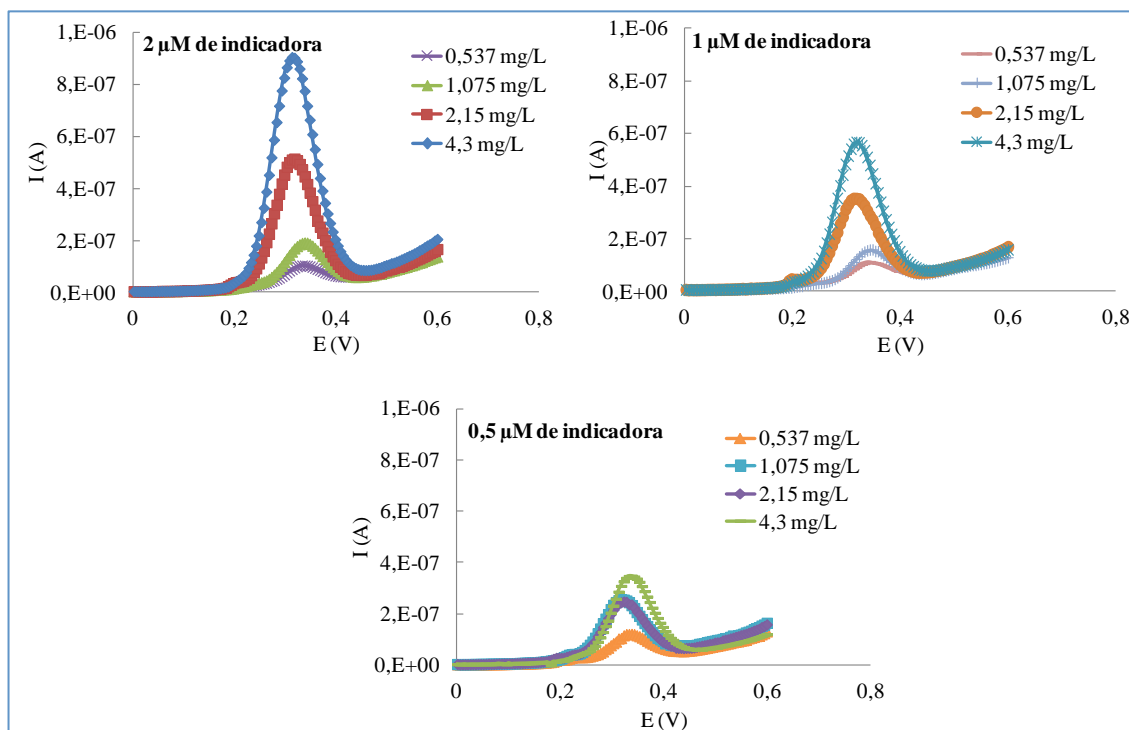 2 µM de indicadora
1,E-06
8,E-07
6,E-07
4,E-07
2,E-07
0,E+00
I (A)
0,537 mg/L
1,075 mg/L
2,15 mg/L
4,3 mg/L
0
0,2
0,4
0,6
0,8
E (V)
1 µM de indicadora
1,E-06
8,E-07
6,E-07
4,E-07
2,E-07
0,E+00
I (A)
0,537 mg/L
1,075 mg/L
2,15 mg/L
4,3 mg/L
0
0,2
0,4
0,6
0,8
E (V)
0,5 µM de indicadora
1,E-06
8,E-07
6,E-07
4,E-07
2,E-07
0,E+00
I (A)
0,537 mg/L
1,075 mg/L
2,15 mg/L
4,3 mg/L
0
0,2
0,4
0,6
0,8
E (V)